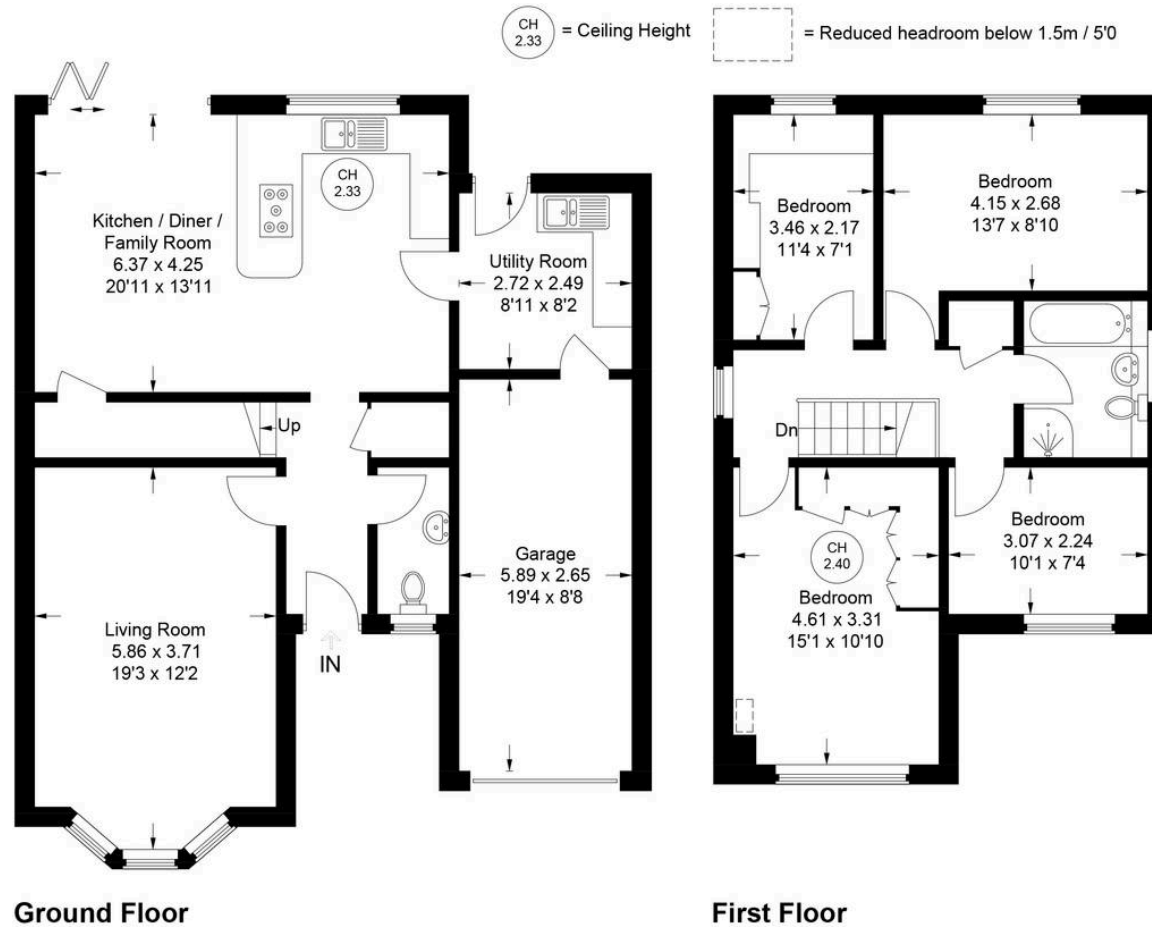 CH
2.33
= Ceiling Height
= Reduced headroom below 1.5m / 5'0
CH
2.33
Kitchen / Diner /
Family Room
6.37 x 4.25
20'11 x 13'11
Utility Room
2.72 x 2.49
8'11 x 8'2
Up
Living Room
5.86 x 3.71
19'3 x 12'2
IN
Garage
5.89 x 2.65
19'4 x 8'8
Ground Floor
Bedroom
3.46 x 2.17
11'4 x 7'1
Bedroom
4.15 x 2.68
13'7 x 8'10
Dn
CH
2.40
Bedroom
4.61 x 3.31
15'1 x 10'10
Bedroom
3.07 x 2.24
10'1 x 7'4
First Floor